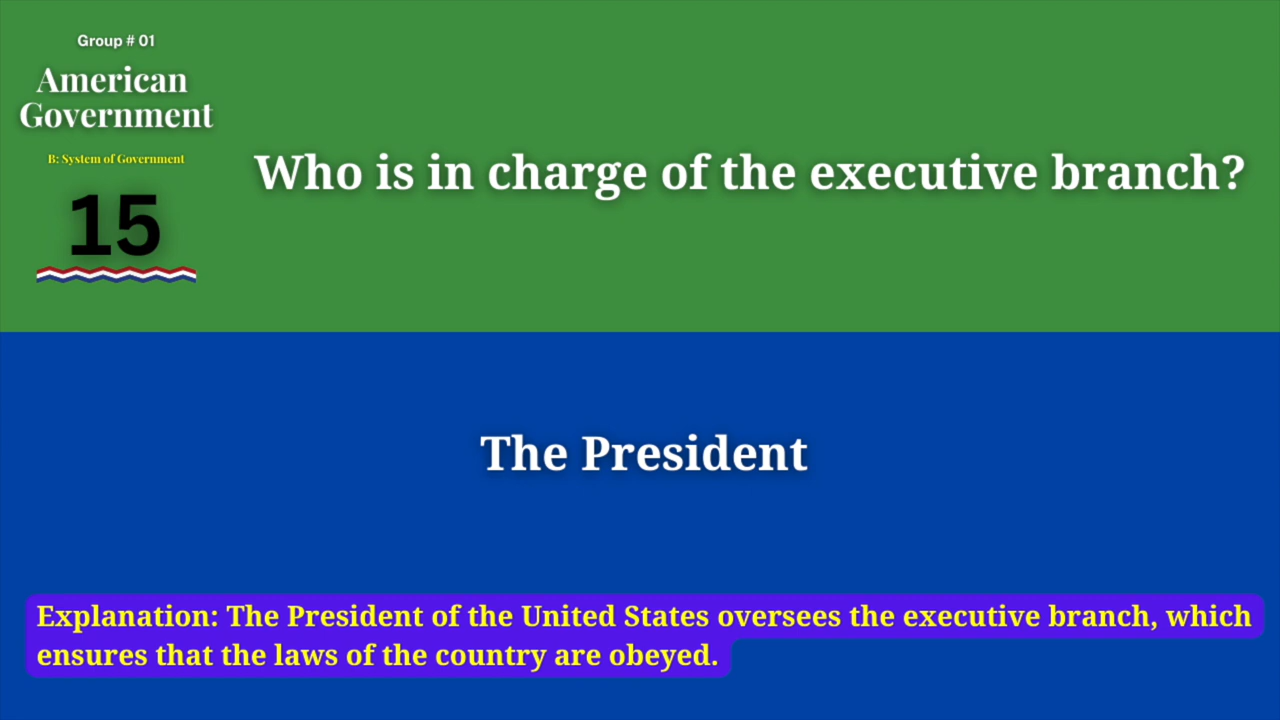 Group # 01
American
Government
B: System of Government
15
Who is in charge of the executive branch?
The President
Explanation: The President of the United States oversees the executive branch, which
ensures that the laws of the country are obeyed.